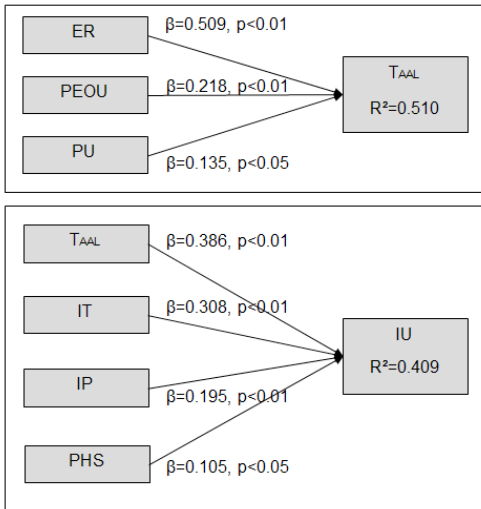 ER
β=0.509, p<0.01
PEOU
β=0.218, p<0.01
PU
β=0.135, p<0.05
TAAL
R²=0.510
TAAL
β=0.386, p<0.01
IT
β=0.308, p<0.01
IP
β=0.195, p<0.01
PHS
β=0.105, p<0.05
IU
R²=0.409